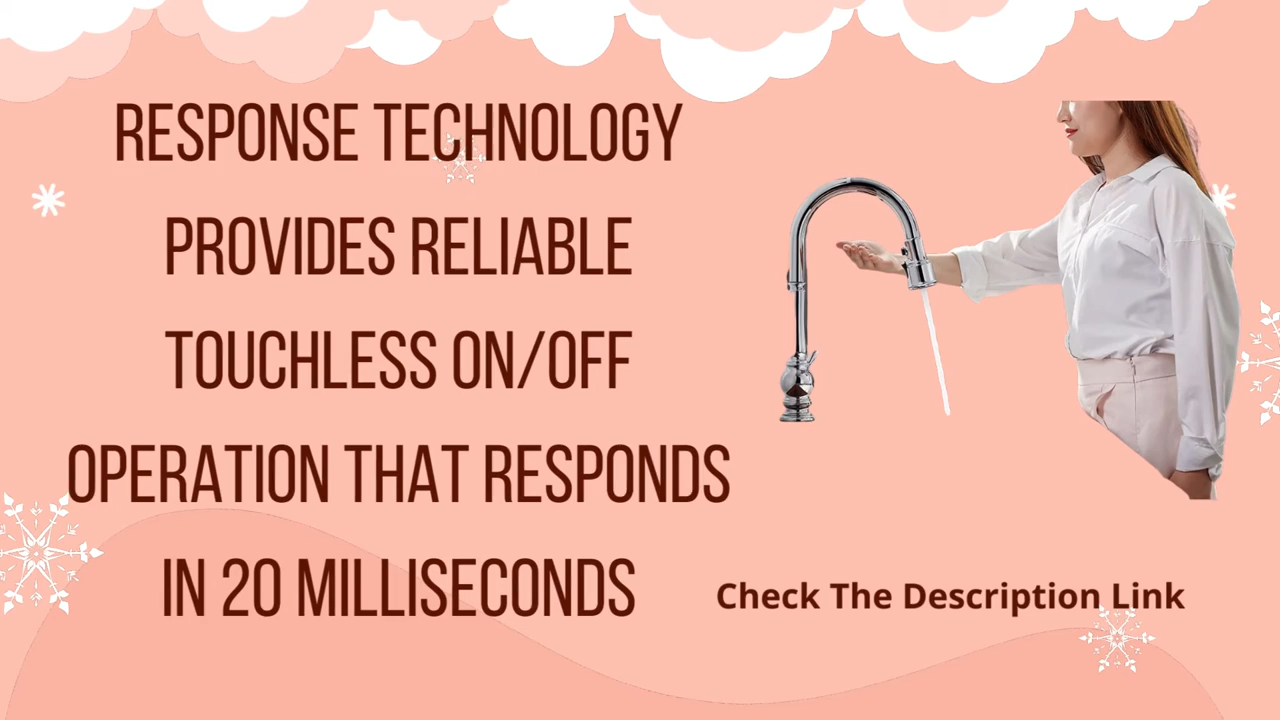 RESPONSE TECHNOLOGY
PROVIDES RELIABLE
TOUCHLESS ON/OFF
OPERATION THAT RESPONDS
IN 20 MILLISECONDS
Check The Description Link